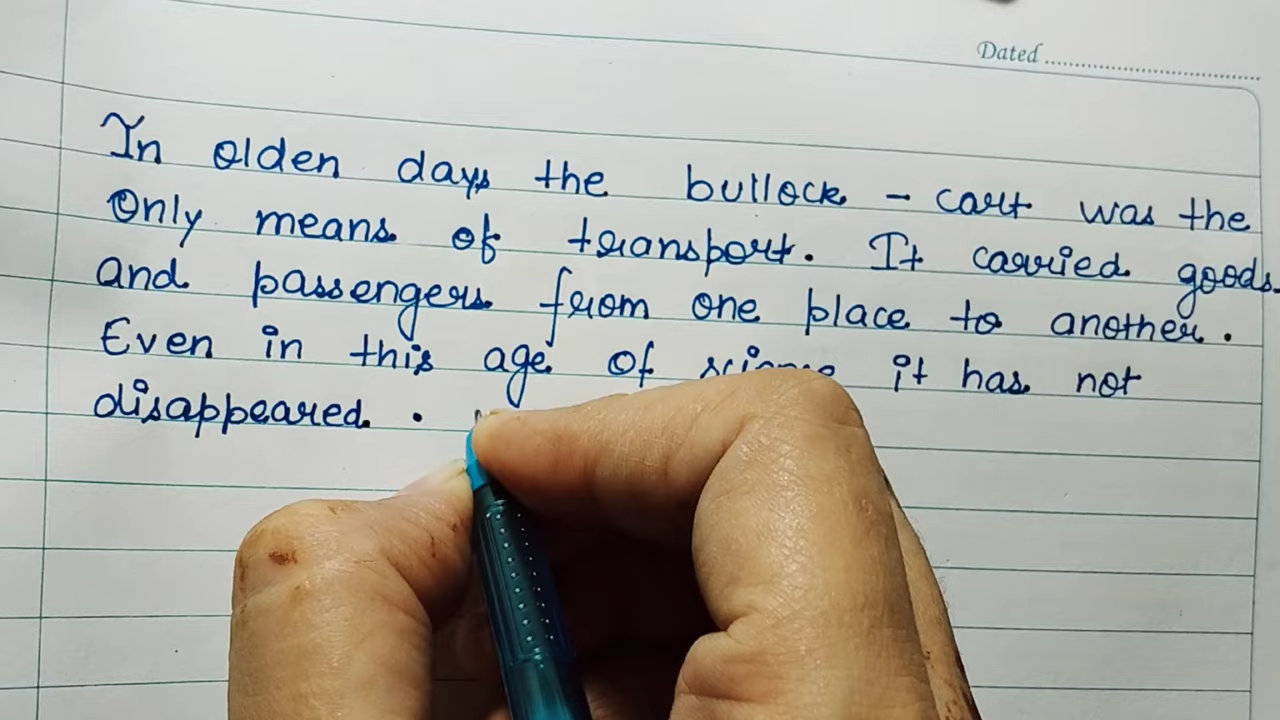 Dated
In olden days the bullock - cart was the
Only means of transport. It carried goods
and passengers from one place to another.
Even in this age of science it has not
disappeared.